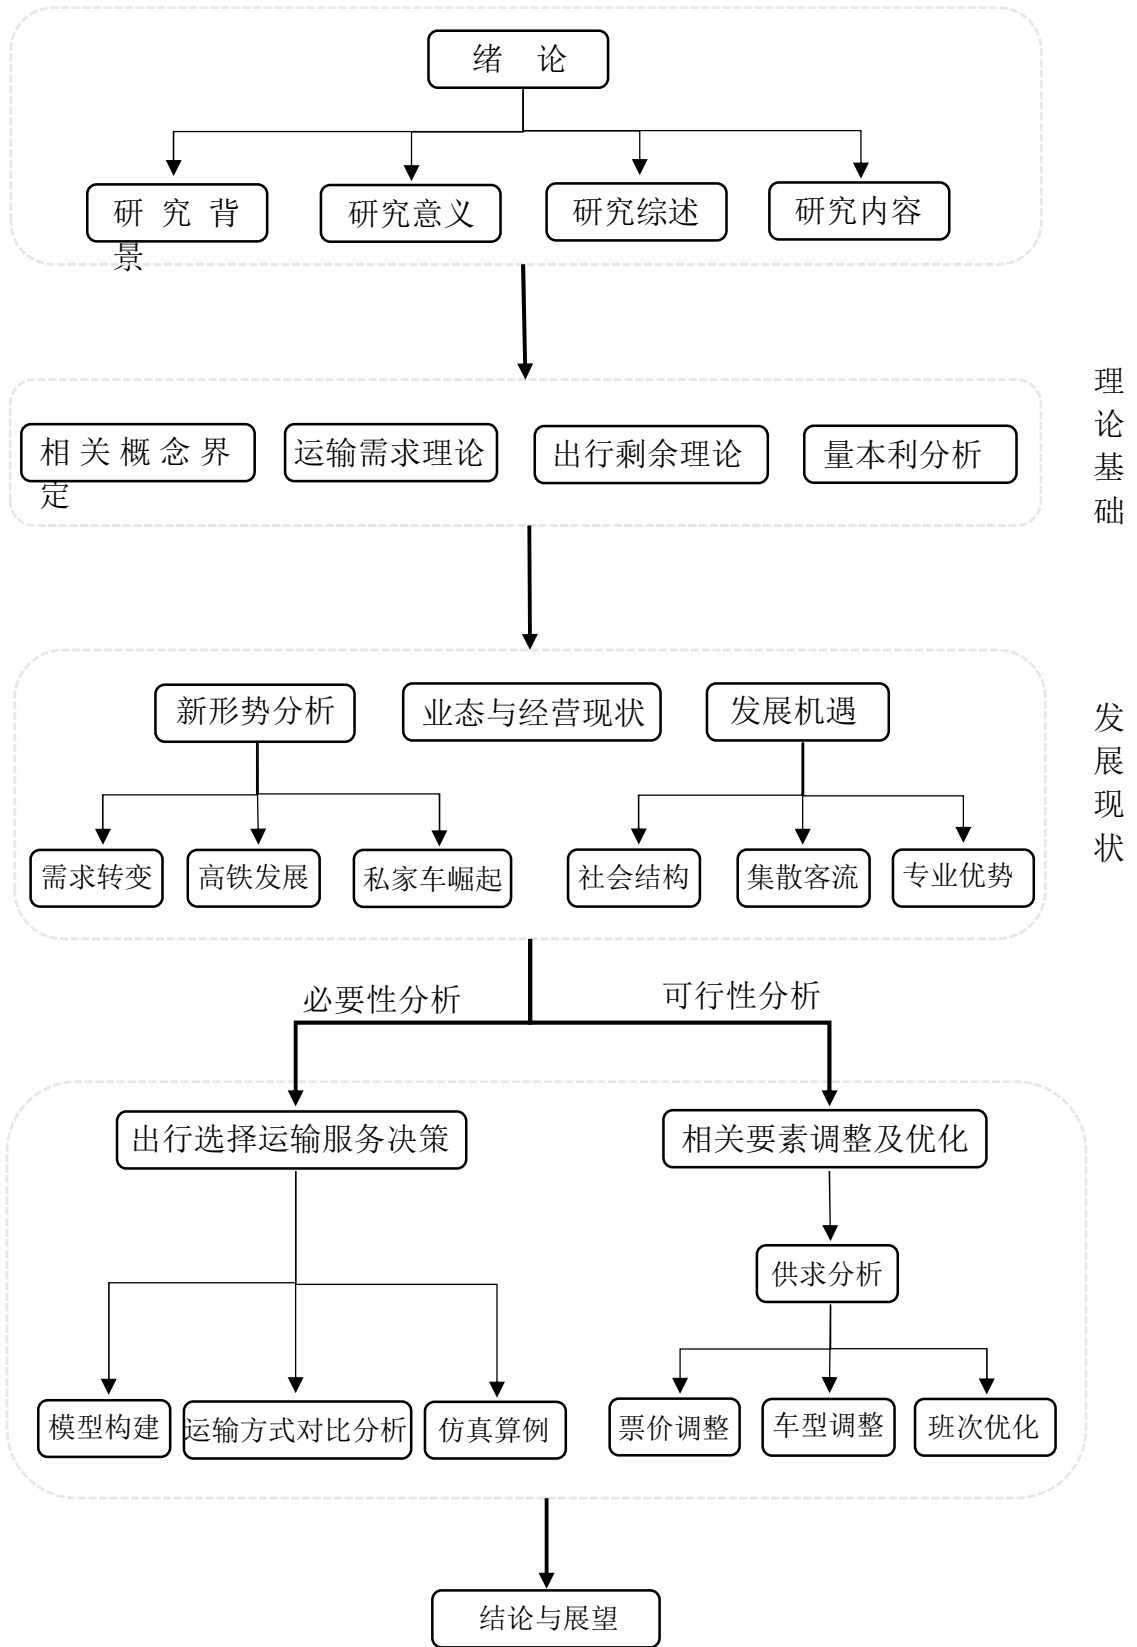 绪 论
研 究 背
景
研究意义
研究综述
研究内容
理
论
基
础
相 关 概 念 界
定
运输需求理论
出行剩余理论
量本利分析
发
展
现
状
新形势分析
业态与经营现状
发展机遇
需求转变
高铁发展
私家车崛起
社会结构
集散客流
专业优势
必要性分析
可行性分析
出行选择运输服务决策
相关要素调整及优化
供求分析
模型构建
运输方式对比分析
仿真算例
票价调整
车型调整
班次优化
结论与展望